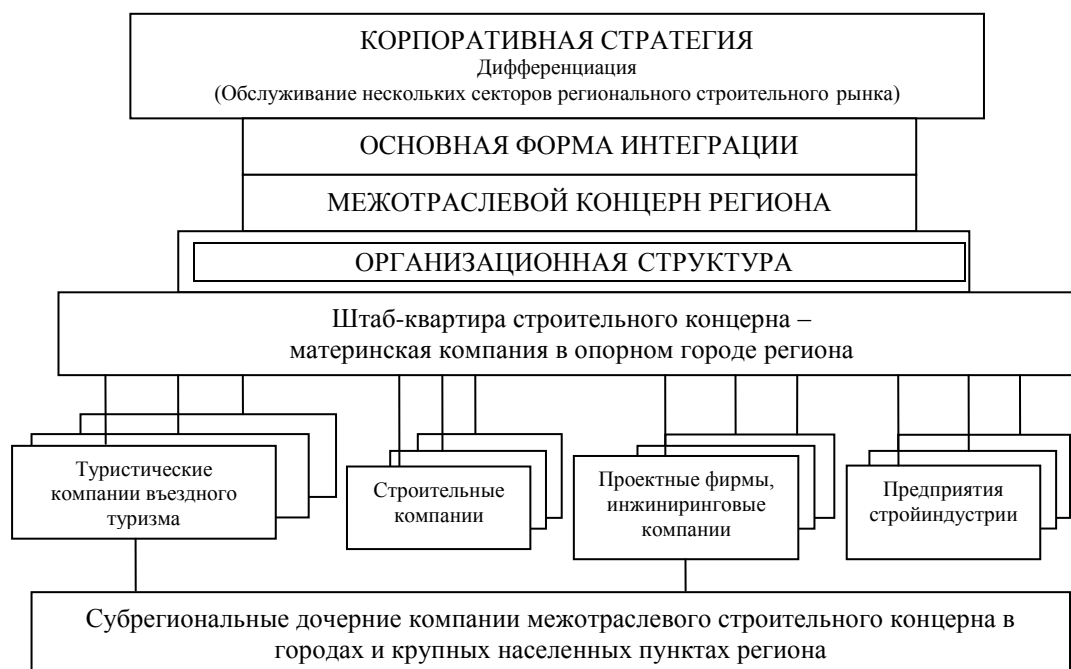 КОРПОРАТИВНАЯ СТРАТЕГИЯ
Дифференциация
(Обслуживание нескольких секторов регионального строительного рынка)
ОСНОВНАЯ ФОРМА ИНТЕГРАЦИИ
МЕЖОТРАСЛЕВОЙ КОНЦЕРН РЕГИОНА
ОРГАНИЗАЦИОННАЯ СТРУКТУРА
Штаб-квартира строительного концерна –
материнская компания в опорном городе региона
Туристические
компании въездного
туризма
Строительные
компании
Проектные фирмы,
инжиниринговые
компании
Предприятия
стройиндустрии
Субрегиональные дочерние компании межотраслевого строительного концерна в
городах и крупных населенных пунктах региона